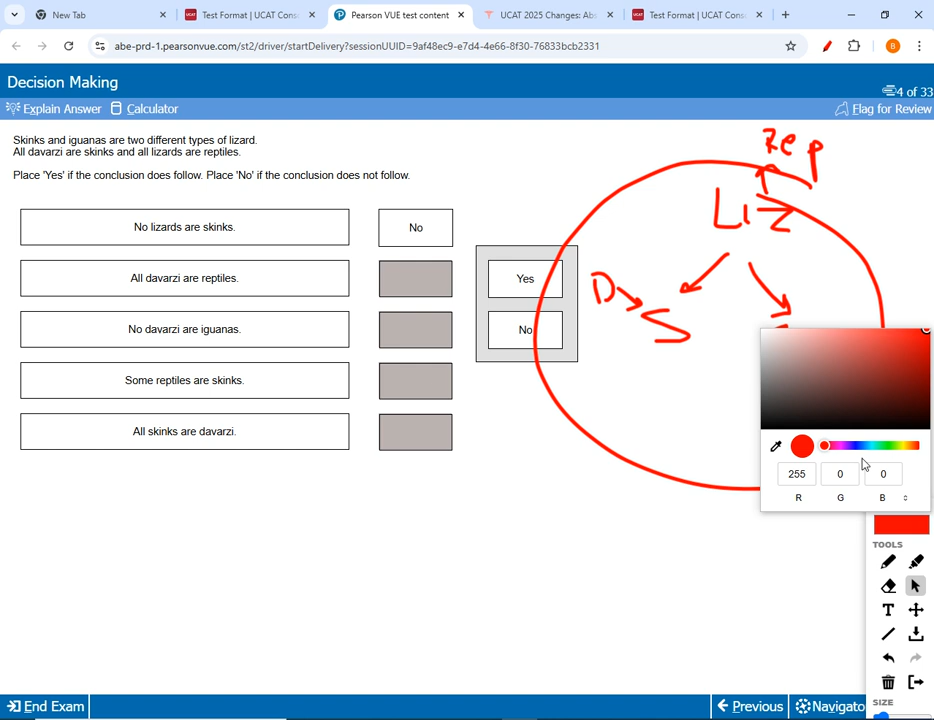 New Tab
Test Format | UCAT Cons
Pearson VUE test content
UCAT 2025 Changes: Abs
Test Format | UCAT Cons
abe-prd-1.pearsonvue.com/st2/driver/startDelivery?sessionUUID=9af48ec9-e7d4-4e66-8f30-76833bcb2331
B
Decision Making
4 of 33
Explain Answer
Calculator
Flag for Review
Skinks and iguanas are two different types of lizard.
All davarzi are skinks and all lizards are reptiles.
Place 'Yes' if the conclusion does follow. Place 'No' if the conclusion does not follow.
Rep
Liz
D
S
No lizards are skinks.
No
All davarzi are reptiles.
Yes
No davarzi are iguanas.
No
Some reptiles are skinks.
All skinks are davarzi.
255
0
0
R
G
B
TOOLS
T
SIZE
End Exam
Previous
Navigato